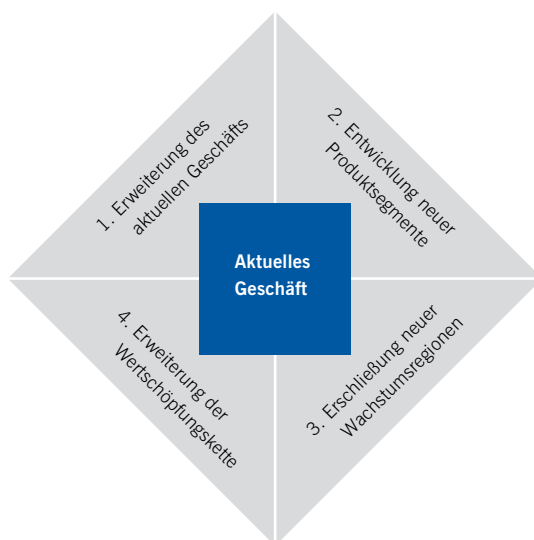 1. Erweiterung des
aktuellen Geschäfts
2. Entwicklung neuer
Produktsegmente
Aktuelles
Geschäft
4. Erweiterung der
Wertschöpfungskette
3. Erschließung neuer
Wachstumsregionen